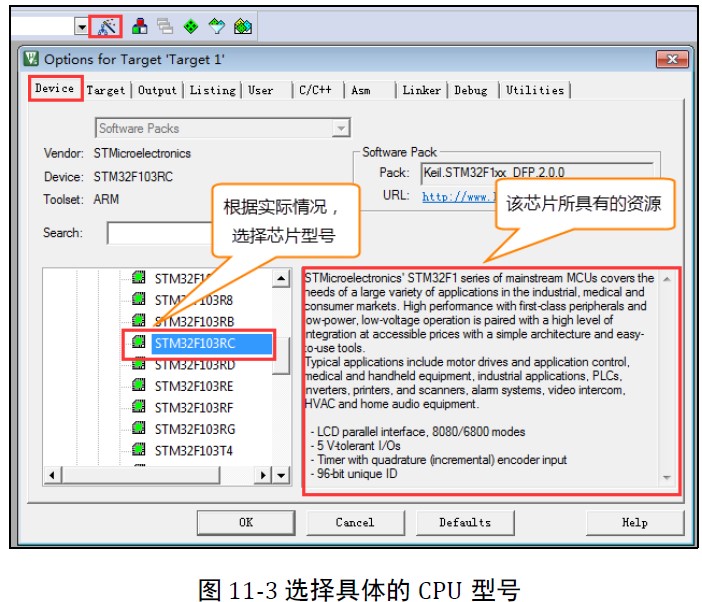 Options for Target 'Target 1'
Device Target Output Listing User C/C++ Asm Linker Debug Utilities
Software Packs
Vendor: STMicroelectronics
Device: STM32F103RC
Toolset: ARM
Search:
Software Pack
Pack: Keil.STM32F1xx_DFP.2.0.0
URL: http://www.
根据实际情况，
选择芯片型号
该芯片所具有的资源
STM32F103R8
STM32F103RB
STM32F103RC
STM32F103RD
STM32F103RE
STM32F103RF
STM32F103RG
STM32F103T4
STMicroelectronics' STM32F1 series of mainstream MCUs covers the
needs of a large variety of applications in the industrial, medical and
consumer markets. High performance with first-class peripherals and
low-power, low-voltage operation is paired with a high level of
integration at accessible prices with a simple architecture and easy-
to-use tools.
Typical applications include motor drives and application control,
medical and handheld equipment, industrial applications, PLCs,
inverters, printers, and scanners, alarm systems, video intercom,
HVAC and home audio equipment.
- LCD parallel interface, 8080/6800 modes
- 5 V-tolerant I/Os
- Timer with quadrature (incremental) encoder input
- 96-bit unique ID
OK Cancel Defaults Help
图 11-3 选择具体的 CPU 型号